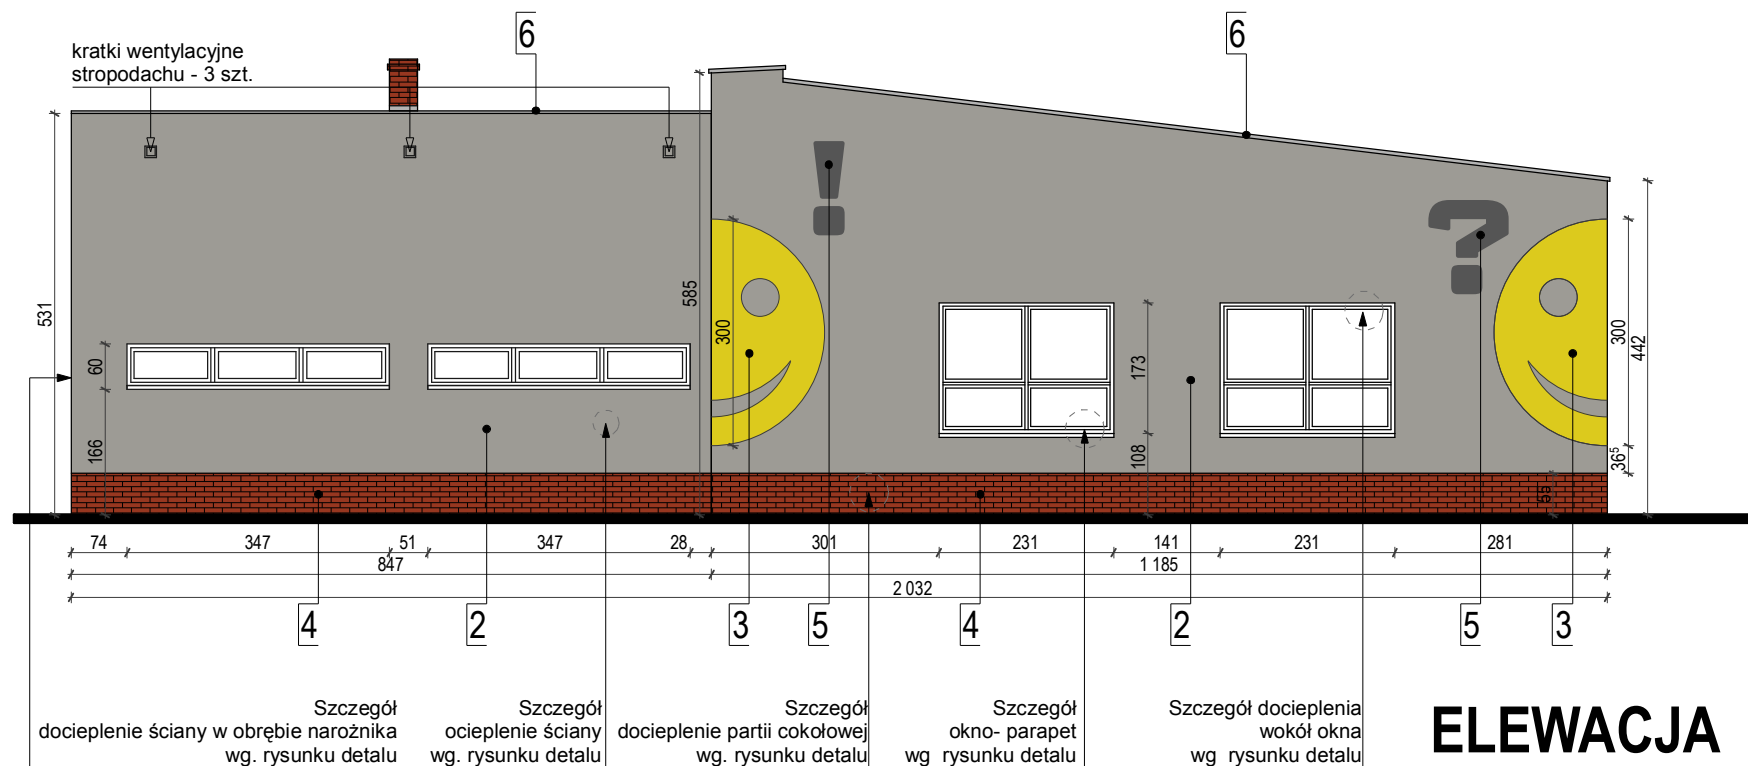 6
6
kratki wentylacyjne
stropodachu - 3 szt.
!
?
531
60
166
585
300
173
108
300
442
36⁵
55
74 347 51 347 28 301 231 141 231 281
847 1 185
2 032
4 2 3 5 4 2 5 3
Szczegół
docieplenie ściany w obrębie narożnika
wg. rysunku detalu
Szczegół
ocieplenie ściany
wg. rysunku detalu
Szczegół
docieplenie partii cokołowej
wg. rysunku detalu
Szczegół
okno- parapet
wg rysunku detalu
Szczegół docieplenia
wokół okna
wg rysunku detalu
ELEWACJA